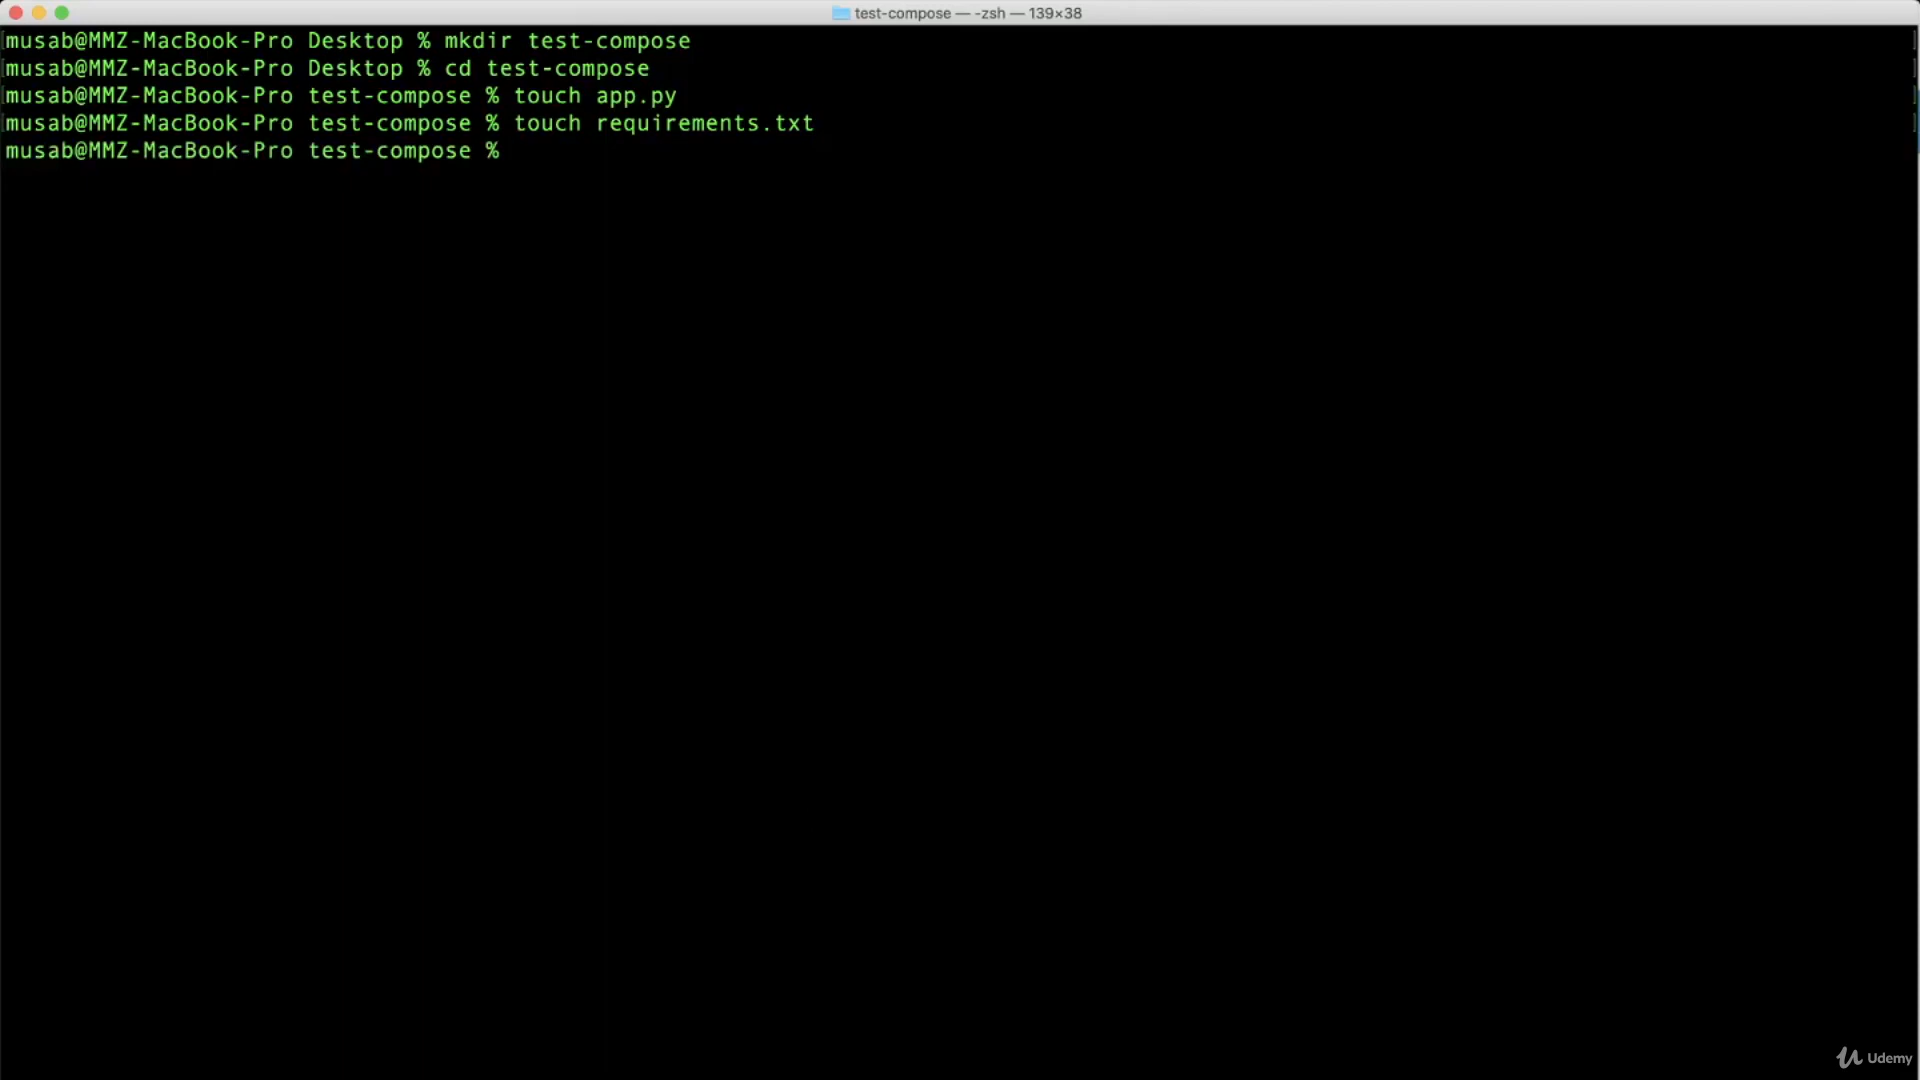 test-compose — -zsh — 139×38
musab@MMZ-MacBook-Pro Desktop % mkdir test-compose
musab@MMZ-MacBook-Pro Desktop % cd test-compose
musab@MMZ-MacBook-Pro test-compose % touch app.py
musab@MMZ-MacBook-Pro test-compose % touch requirements.txt
musab@MMZ-MacBook-Pro test-compose %
Udemy